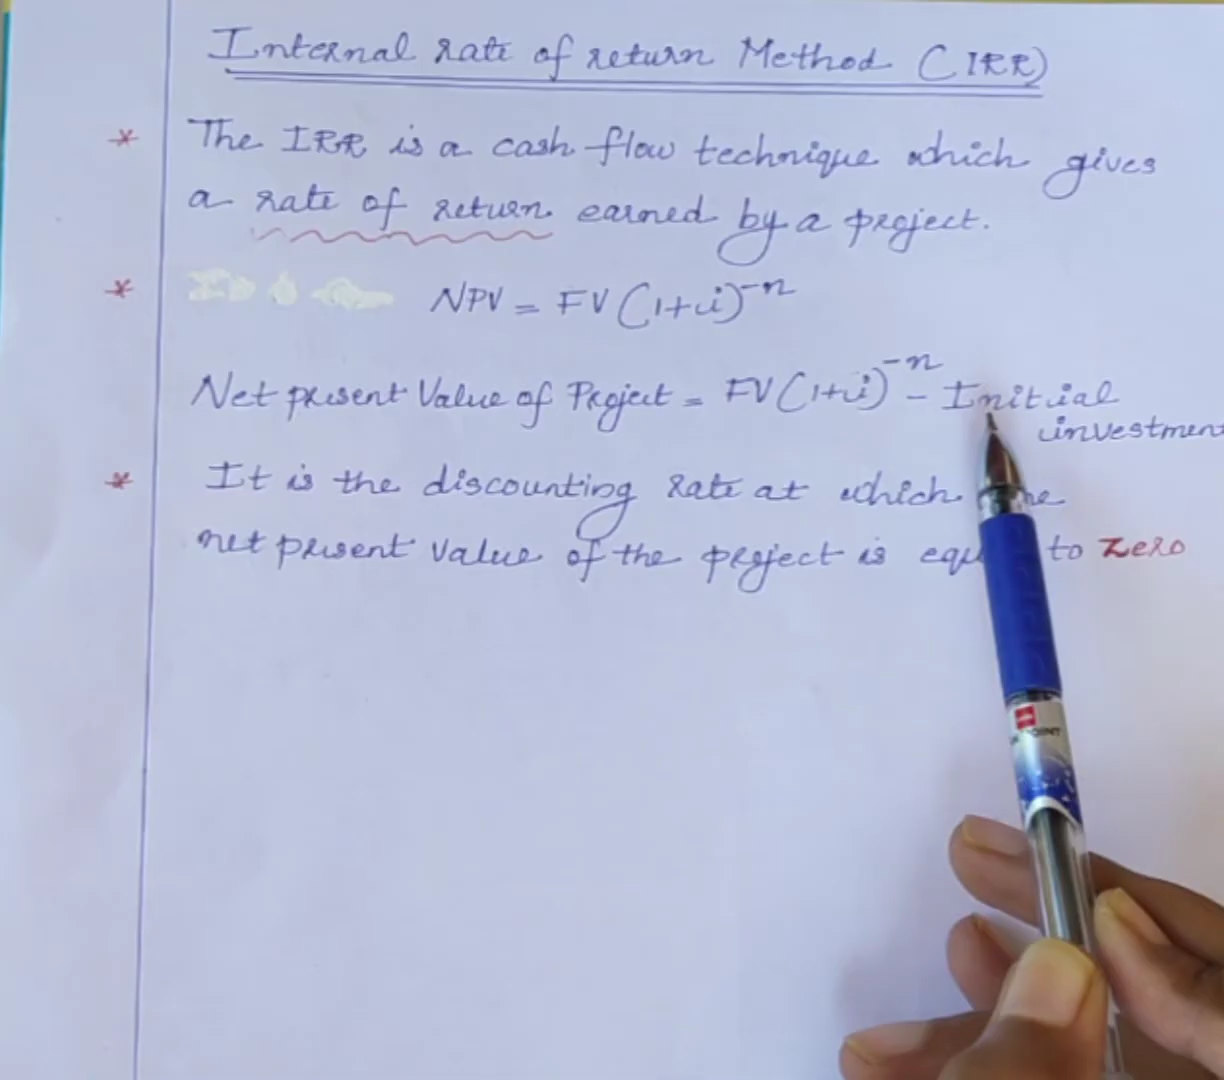 Internal rate of return Method (IRR)
* The IRR is a cash flow technique which gives
a rate of return earned by a project.
* NPV = FV (1+i)^-n
Net present Value of Project = FV (1+i)^-n - Initial
investment
* It is the discounting rate at which
net present value of the project is to zero
POINT